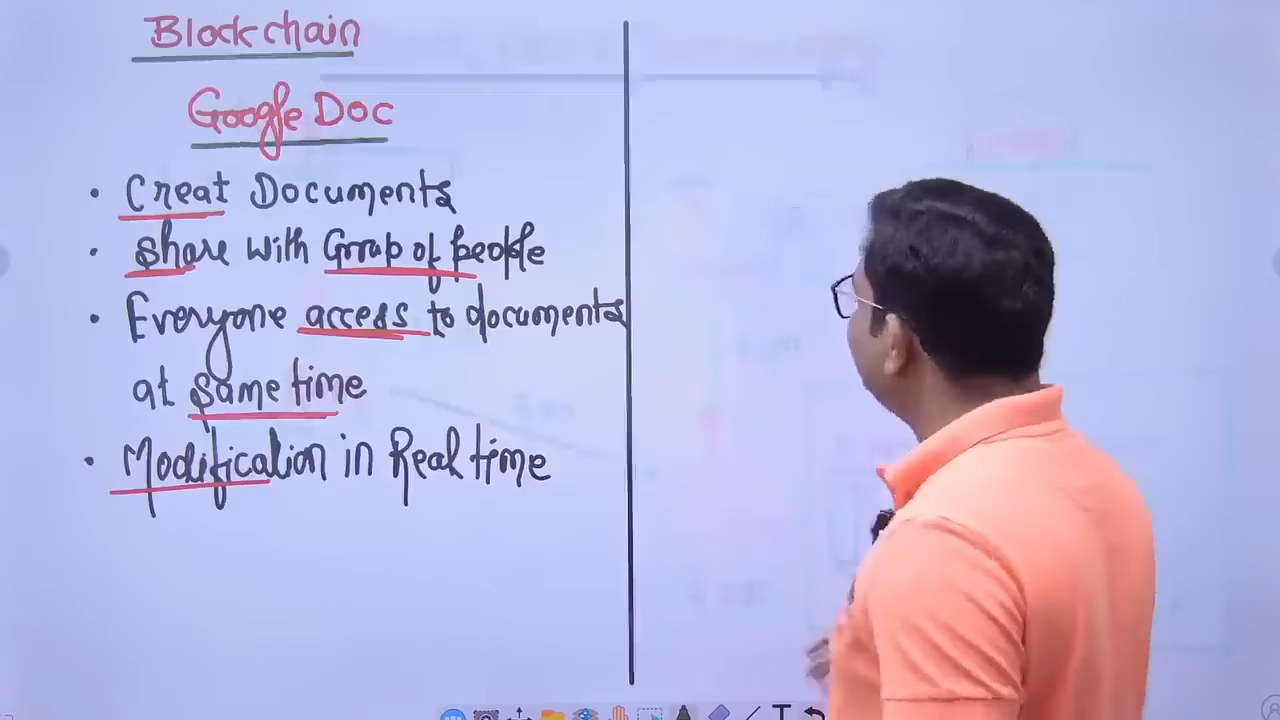 Blockchain
Google Doc
• Creat Documents
• share with Group of people
• Everyone access to documents
at same time
• Modification in Real time